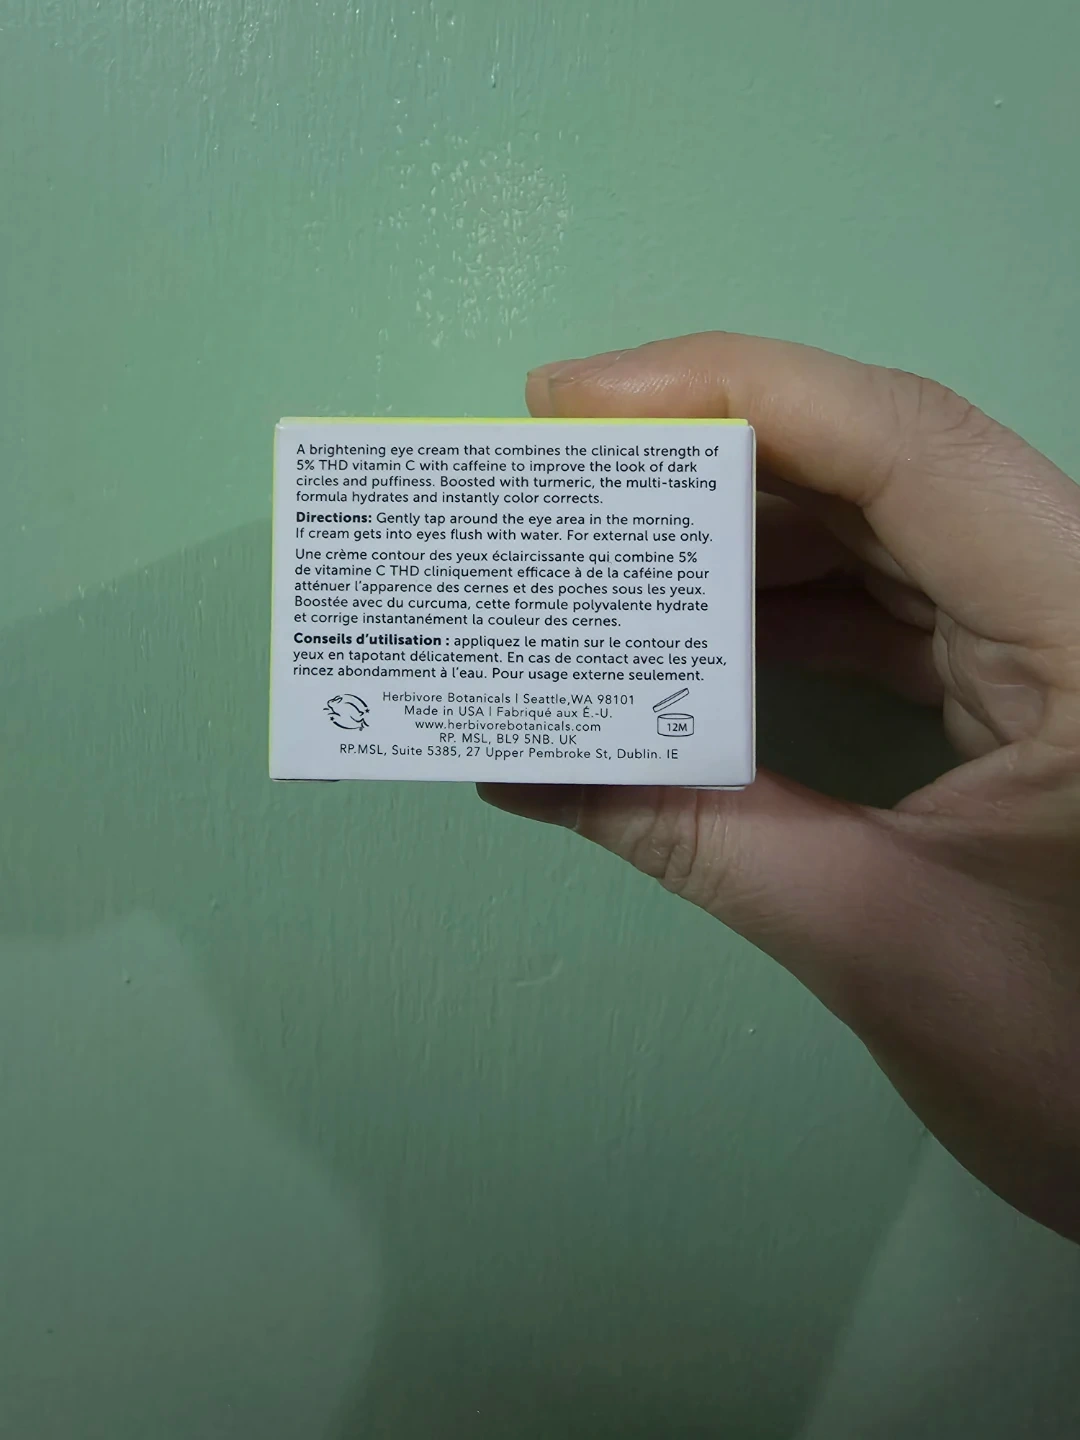 A brightening eye cream that combines the clinical strength of
5% THD vitamin C with caffeine to improve the look of dark
circles and puffiness. Boosted with turmeric, the multi-tasking
formula hydrates and instantly color corrects.
Directions: Gently tap around the eye area in the morning.
If cream gets into eyes flush with water. For external use only.
Une crème contour des yeux éclaircissante qui combine 5%
de vitamine C THD cliniquement efficace à de la caféine pour
atténuer l'apparence des cernes et des poches sous les yeux.
Boostée avec du curcuma, cette formule polyvalente hydrate
et corrige instantanément la couleur des cernes.
Conseils d'utilisation : appliquez le matin sur le contour des
yeux en tapotant délicatement. En cas de contact avec les yeux,
rincez abondamment à l'eau. Pour usage externe seulement.
Herbivore Botanicals | Seattle,WA 98101
Made in USA | Fabriqué aux É.-U.
www.herbivorebotanicals.com
RP. MSL, BL9 5NB. UK
RP.MSL, Suite 5385, 27 Upper Pembroke St, Dublin. IE
12M